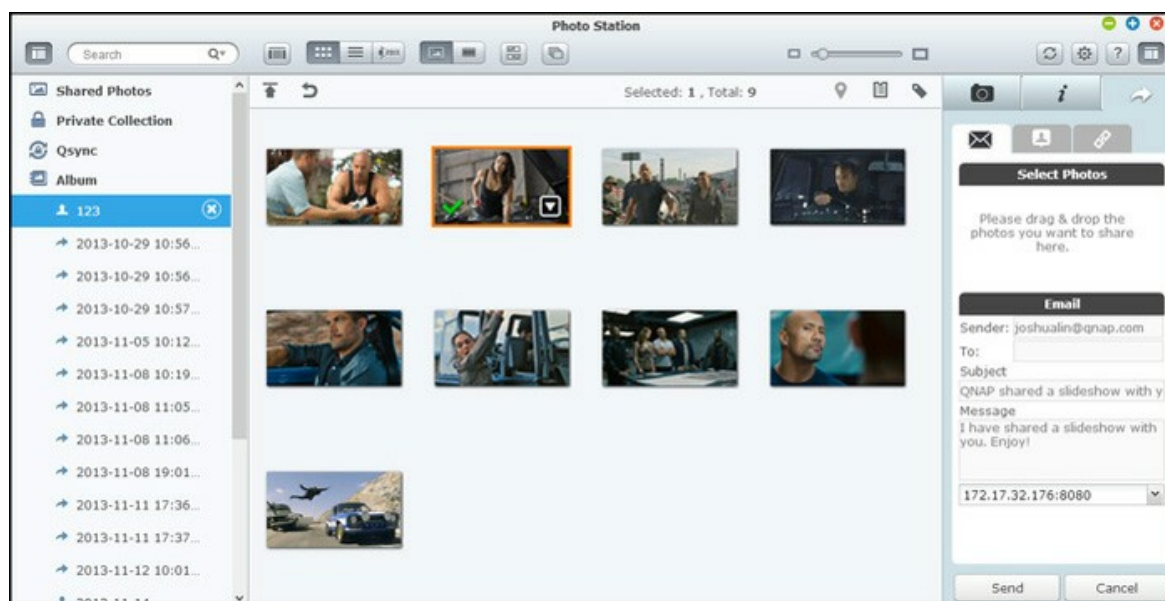 Photo Station
Search
Selected: 1 , Total: 9
Shared Photos
Private Collection
Qsync
Album
123
2013-10-29 10:56...
2013-10-29 10:56...
2013-10-29 10:57...
2013-11-05 10:12...
2013-11-08 10:19...
2013-11-08 11:05...
2013-11-08 11:06...
2013-11-08 19:01...
2013-11-11 17:36...
2013-11-11 17:37...
2013-11-12 10:01...
Select Photos
Please drag & drop the
photos you want to share
here.
Email
Sender: joshualin@qnap.com
To:
Subject
QNAP shared a slideshow with y
Message
I have shared a slideshow with
you. Enjoy!
172.17.32.176:8080
Send
Cancel